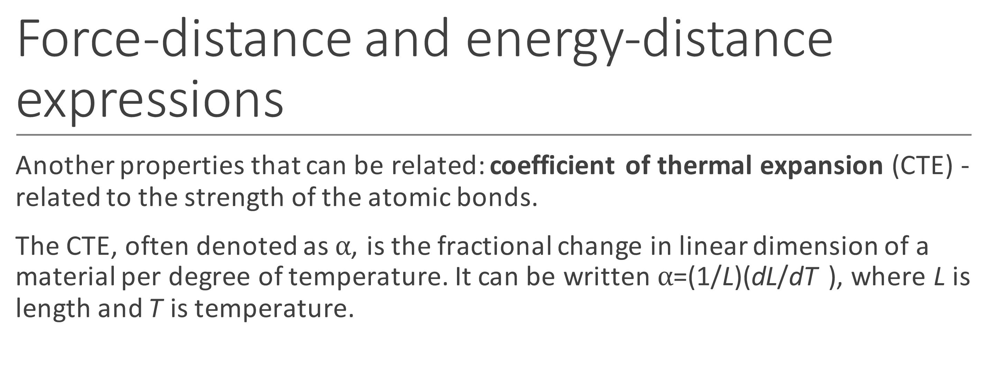 Force-distance and energy-distance
expressions
Another properties that can be related: coefficient of thermal expansion (CTE) -
related to the strength of the atomic bonds.
The CTE, often denoted as α, is the fractional change in linear dimension of a
material per degree of temperature. It can be written α=(1/L)(dL/dT ), where L is
length and T is temperature.